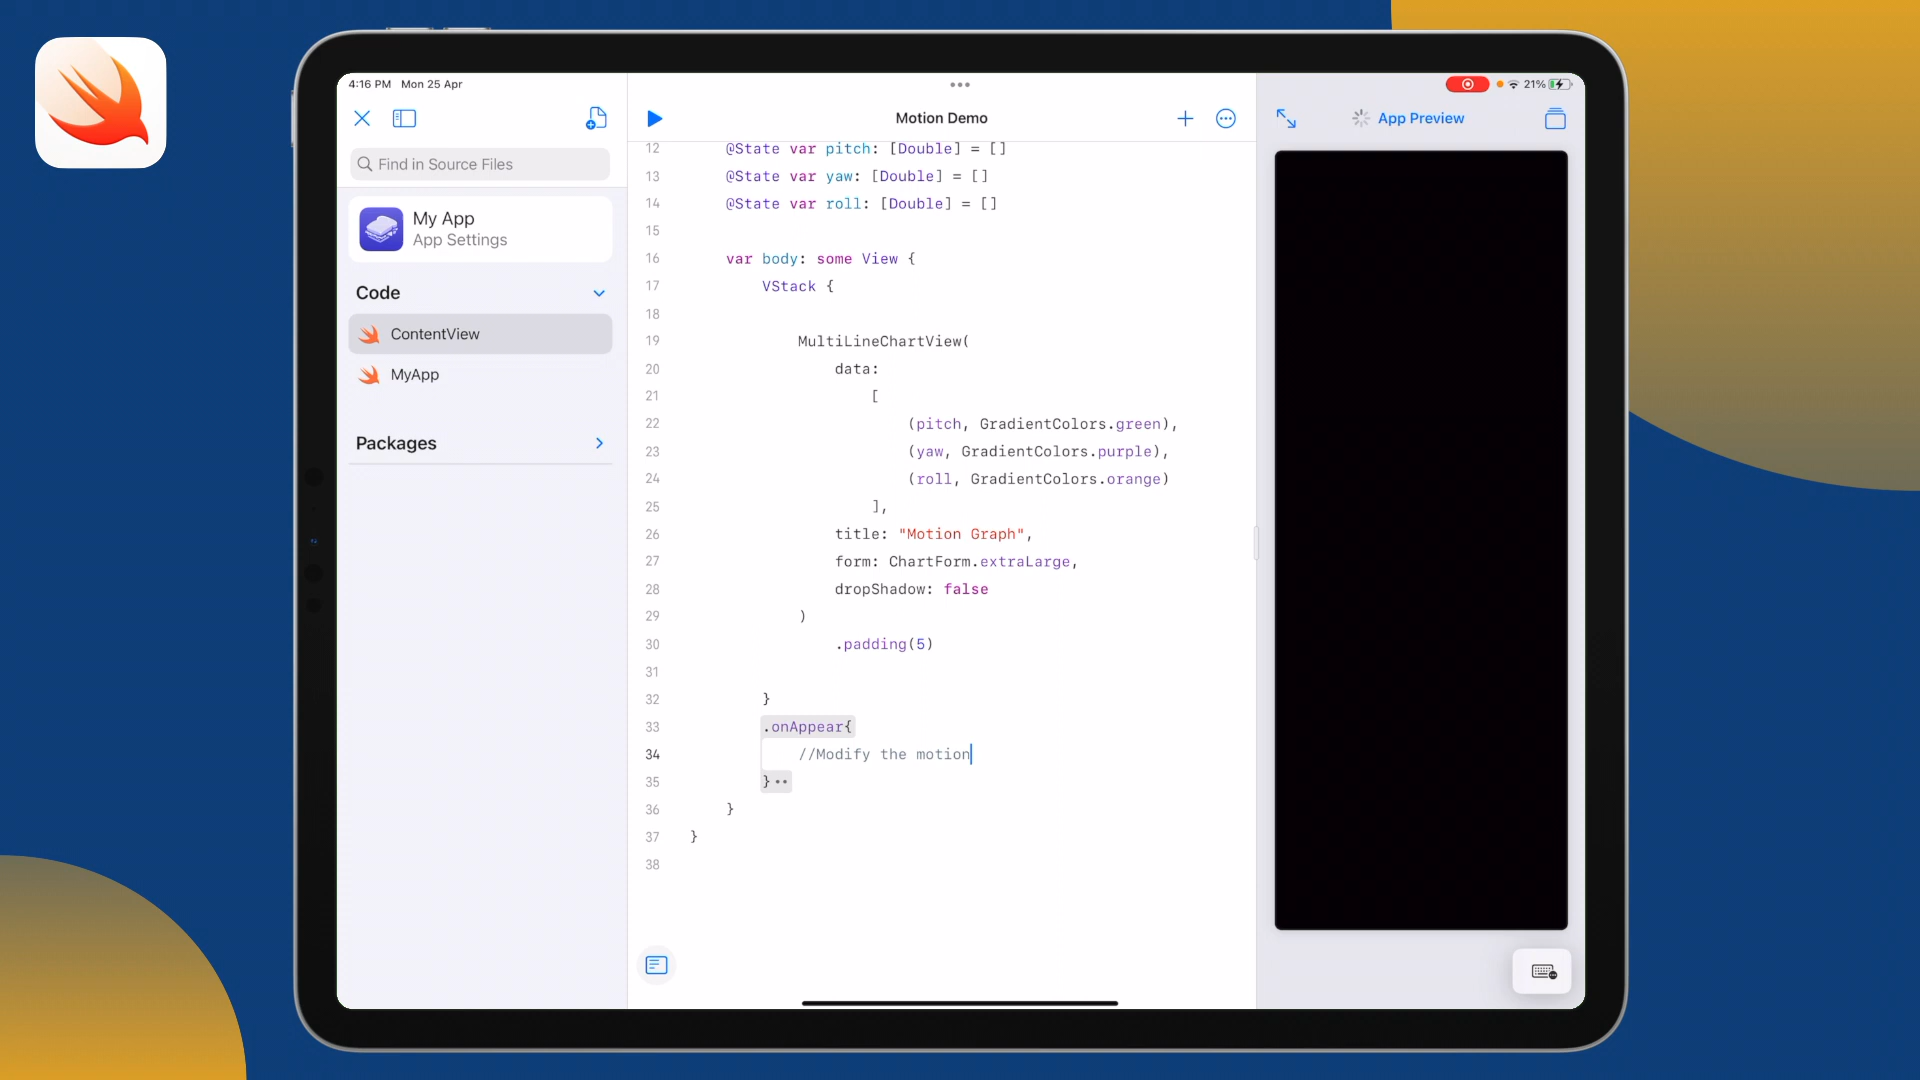 4:16 PM Mon 25 Apr
21%
Motion Demo
App Preview
Find in Source Files
My App
App Settings
Code
ContentView
MyApp
Packages
12 @State var pitch: [Double] = []
13 @State var yaw: [Double] = []
14 @State var roll: [Double] = []
15
16 var body: some View {
17 VStack {
18
19 MultiLineChartView(
20 data:
21 [
22 (pitch, GradientColors.green),
23 (yaw, GradientColors.purple),
24 (roll, GradientColors.orange)
25 ],
26 title: "Motion Graph",
27 form: ChartForm.extraLarge,
28 dropShadow: false
29 )
30 .padding(5)
31
32 }
33 .onAppear{
34 //Modify the motion
35 }
36 }
37 }
38